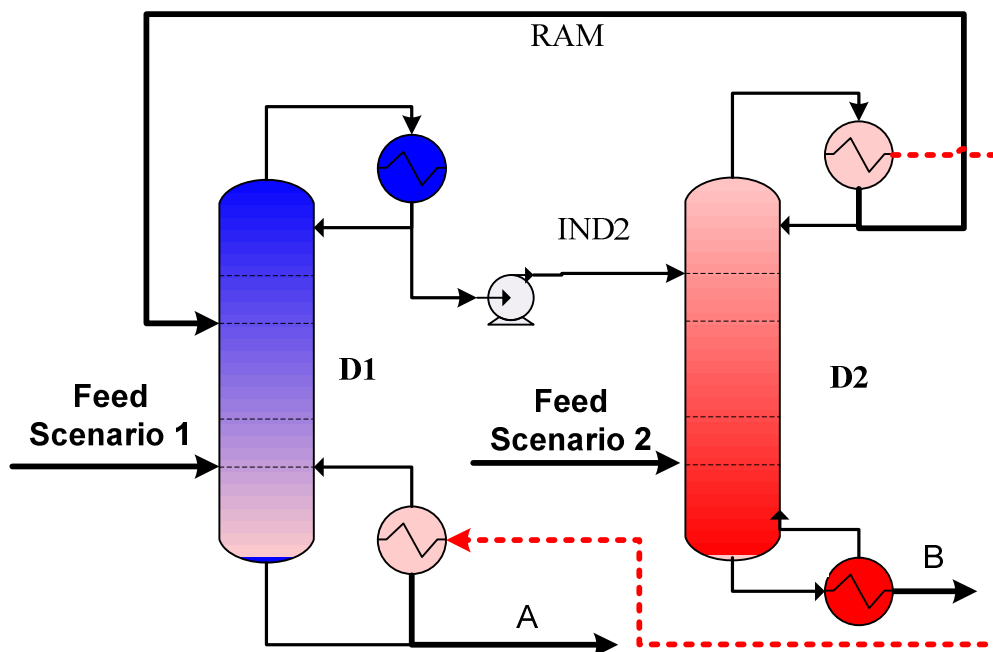 RAM
IND2
D1
D2
Feed
Scenario 1
Feed
Scenario 2
A
B